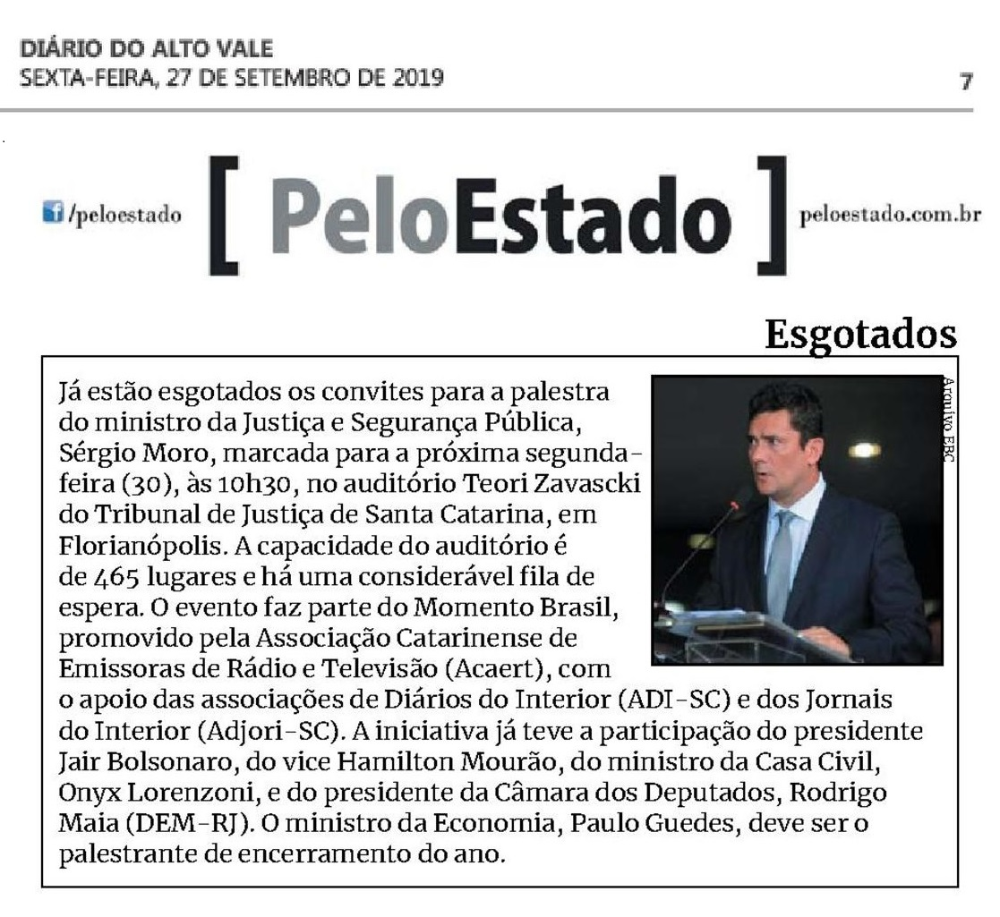 DIÁRIO DO ALTO VALE
SEXTA-FEIRA, 27 DE SETEMBRO DE 2019
7
/peloestado
[PeloEstado]
peloestado.com.br
Esgotados
Já estão esgotados os convites para a palestra
do ministro da Justiça e Segurança Pública,
Sérgio Moro, marcada para a próxima segunda-
feira (30), às 10h30, no auditório Teori Zavascki
do Tribunal de Justiça de Santa Catarina, em
Florianópolis. A capacidade do auditório é
de 465 lugares e há uma considerável fila de
espera. O evento faz parte do Momento Brasil,
promovido pela Associação Catarinense de
Emissoras de Rádio e Televisão (Acaert), com
o apoio das associações de Diários do Interior (ADI-SC) e dos Jornais
do Interior (Adjori-SC). A iniciativa já teve a participação do presidente
Jair Bolsonaro, do vice Hamilton Mourão, do ministro da Casa Civil,
Onyx Lorenzoni, e do presidente da Câmara dos Deputados, Rodrigo
Maia (DEM-RJ). O ministro da Economia, Paulo Guedes, deve ser o
palestrante de encerramento do ano.
Arquivo EBC